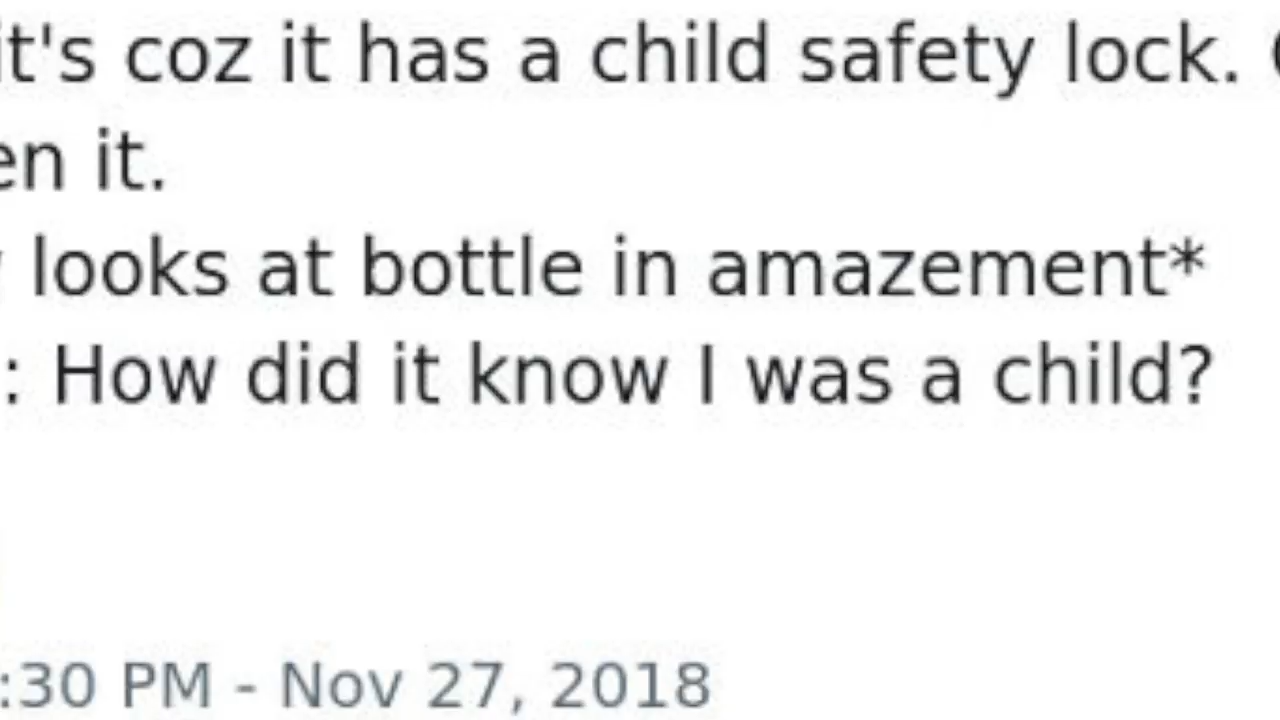 it's coz it has a child safety lock.
en it.
looks at bottle in amazement*
: How did it know I was a child?
:30 PM - Nov 27, 2018